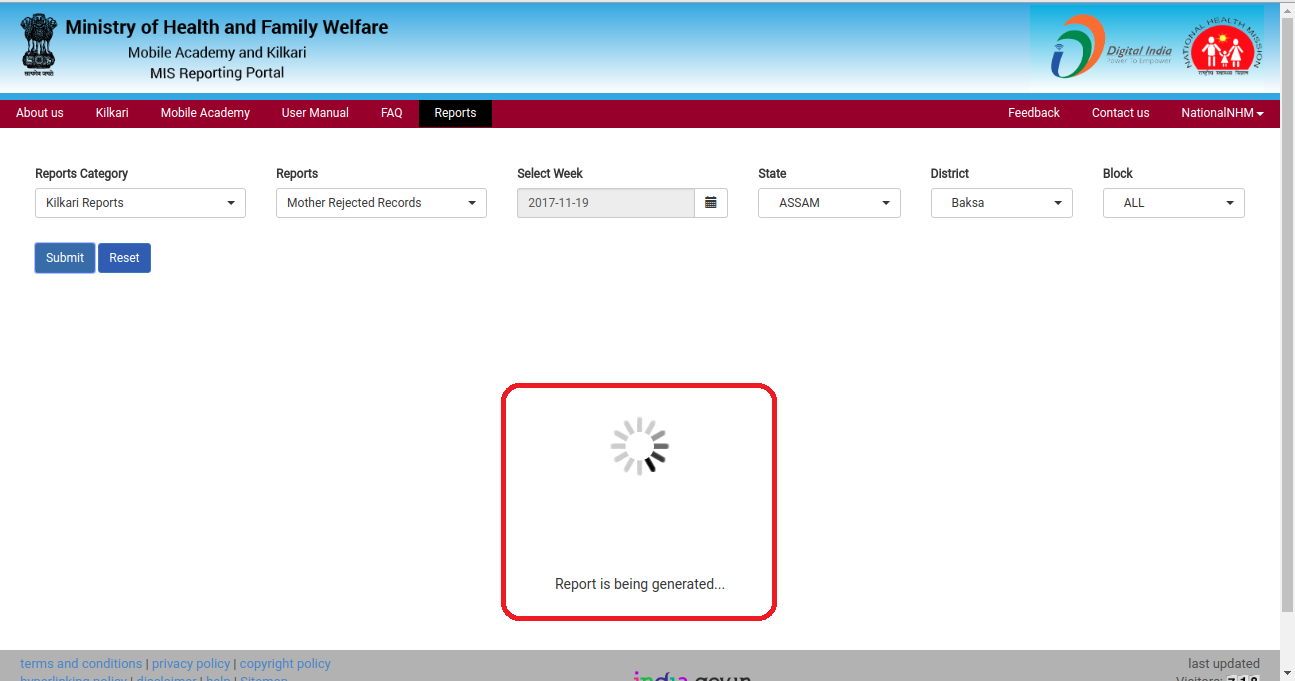 Ministry of Health and Family Welfare
Mobile Academy and Kilkari
MIS Reporting Portal
सत्यमेव जयते
Digital India
Power To Empower
NATIONAL HEALTH MISSION
राष्ट्रीय स्वास्थ्य मिशन
About us Kilkari Mobile Academy User Manual FAQ Reports Feedback Contact us NationalNHM
Reports Category Reports Select Week State District Block
Kilkari Reports Mother Rejected Records 2017-11-19 ASSAM Baksa ALL
Submit Reset
Report is being generated...
terms and conditions | privacy policy | copyright policy last updated
hyperlinking policy | disclaimer | help | Sitemap india.gov.in Visitors: 718